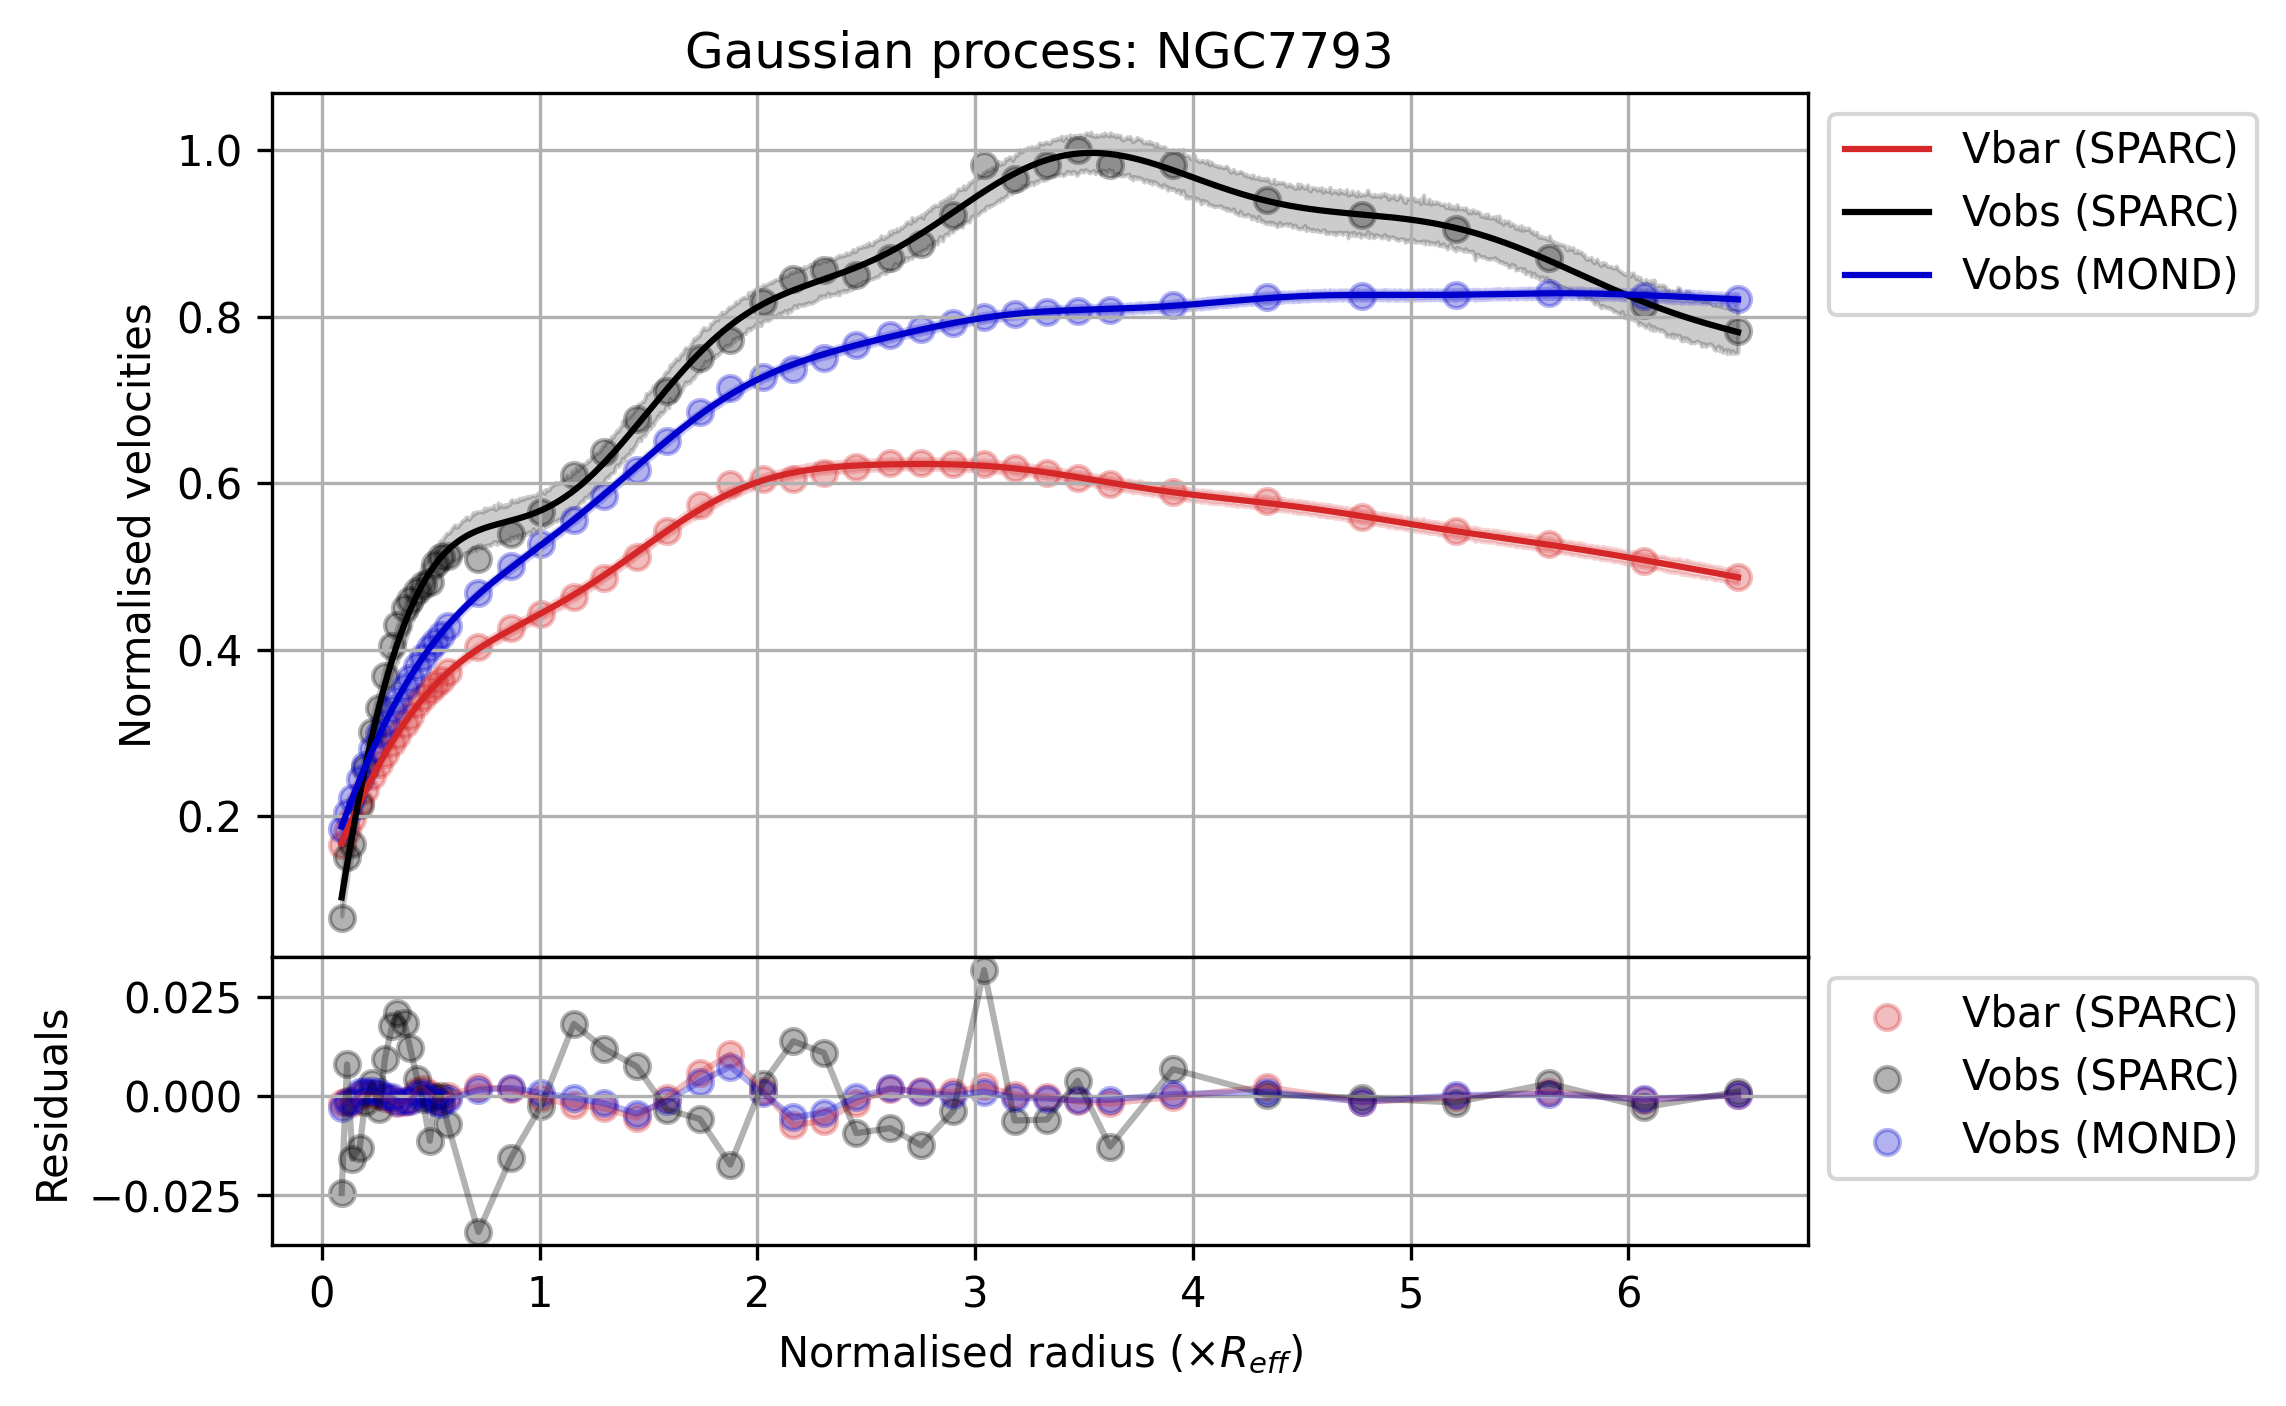 Gaussian process: NGC7793
Normalised velocities
1.0
0.8
0.6
0.4
0.2
Vbar (SPARC)
Vobs (SPARC)
Vobs (MOND)
Residuals
0.025
0.000
−0.025
Vbar (SPARC)
Vobs (SPARC)
Vobs (MOND)
0 1 2 3 4 5 6
Normalised radius (×R_eff)